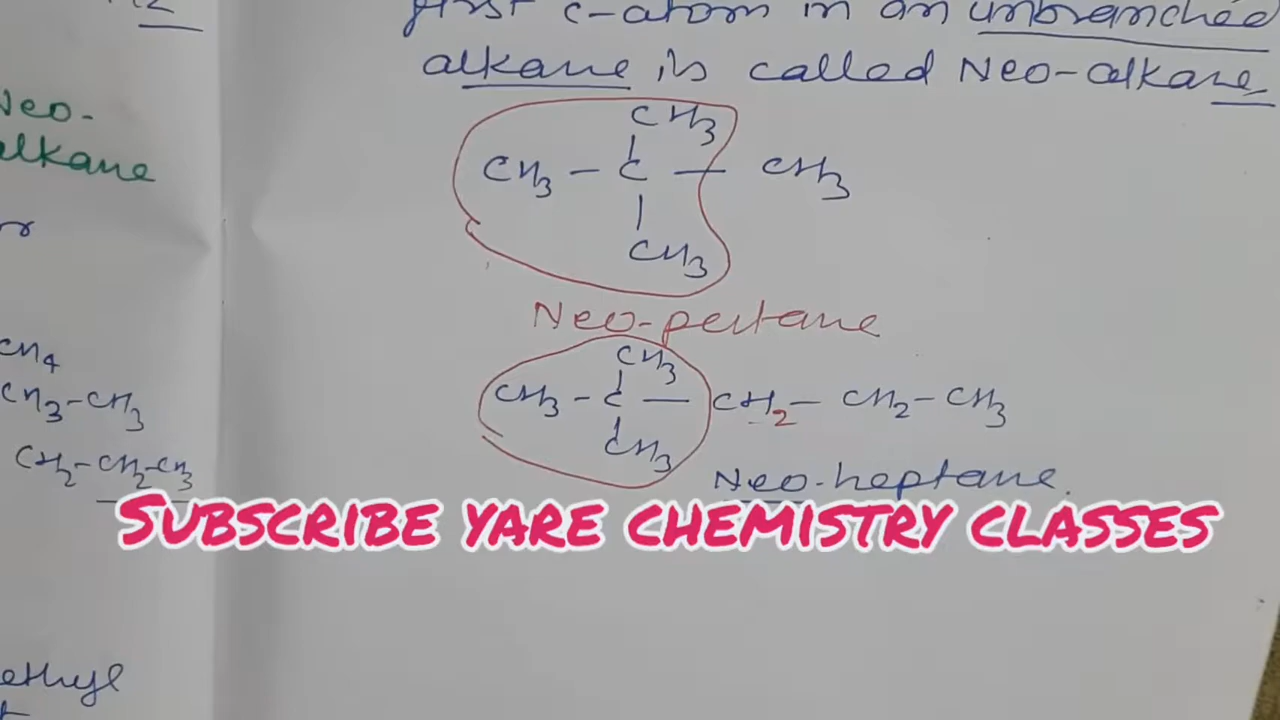 first c-atom in an unbranched
alkane is called Neo-alkane
Neo-
alkane
CH3
CH3 - C - CH3
CH3
Neo-pentane
CH3
CH3 - C - CH2 - CH2 - CH3
CH3
Neo-heptane.
CH4
CH3-CH3
CH2-CH2-CH3
SUBSCRIBE YARE CHEMISTRY CLASSES
ethyl